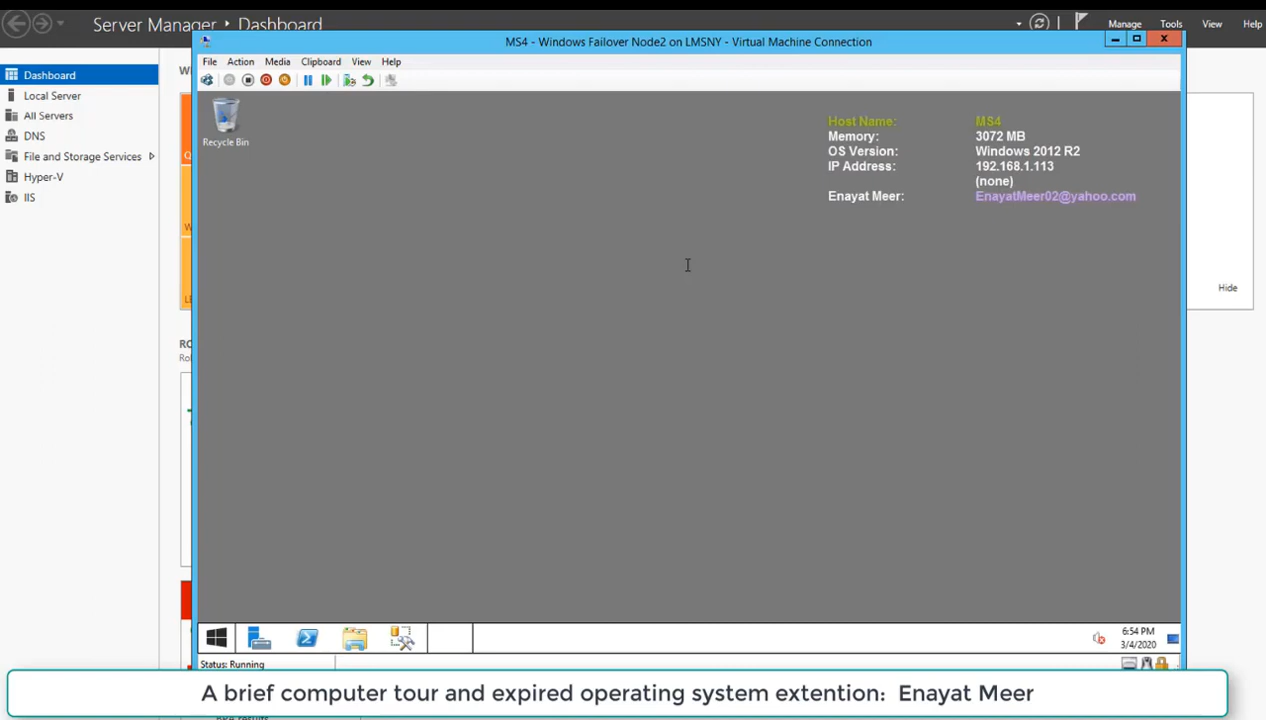 Server Manager ‣ Dashboard
Manage Tools View Help
MS4 - Windows Failover Node2 on LMSNY - Virtual Machine Connection
File Action Media Clipboard View Help
Dashboard
Local Server
All Servers
DNS
File and Storage Services
Hyper-V
IIS
Recycle Bin
Host Name: MS4
Memory: 3072 MB
OS Version: Windows 2012 R2
IP Address: 192.168.1.113
(none)
Enayat Meer: EnayatMeer02@yahoo.com
Hide
6:54 PM
3/4/2020
Status: Running
A brief computer tour and expired operating system extention: Enayat Meer